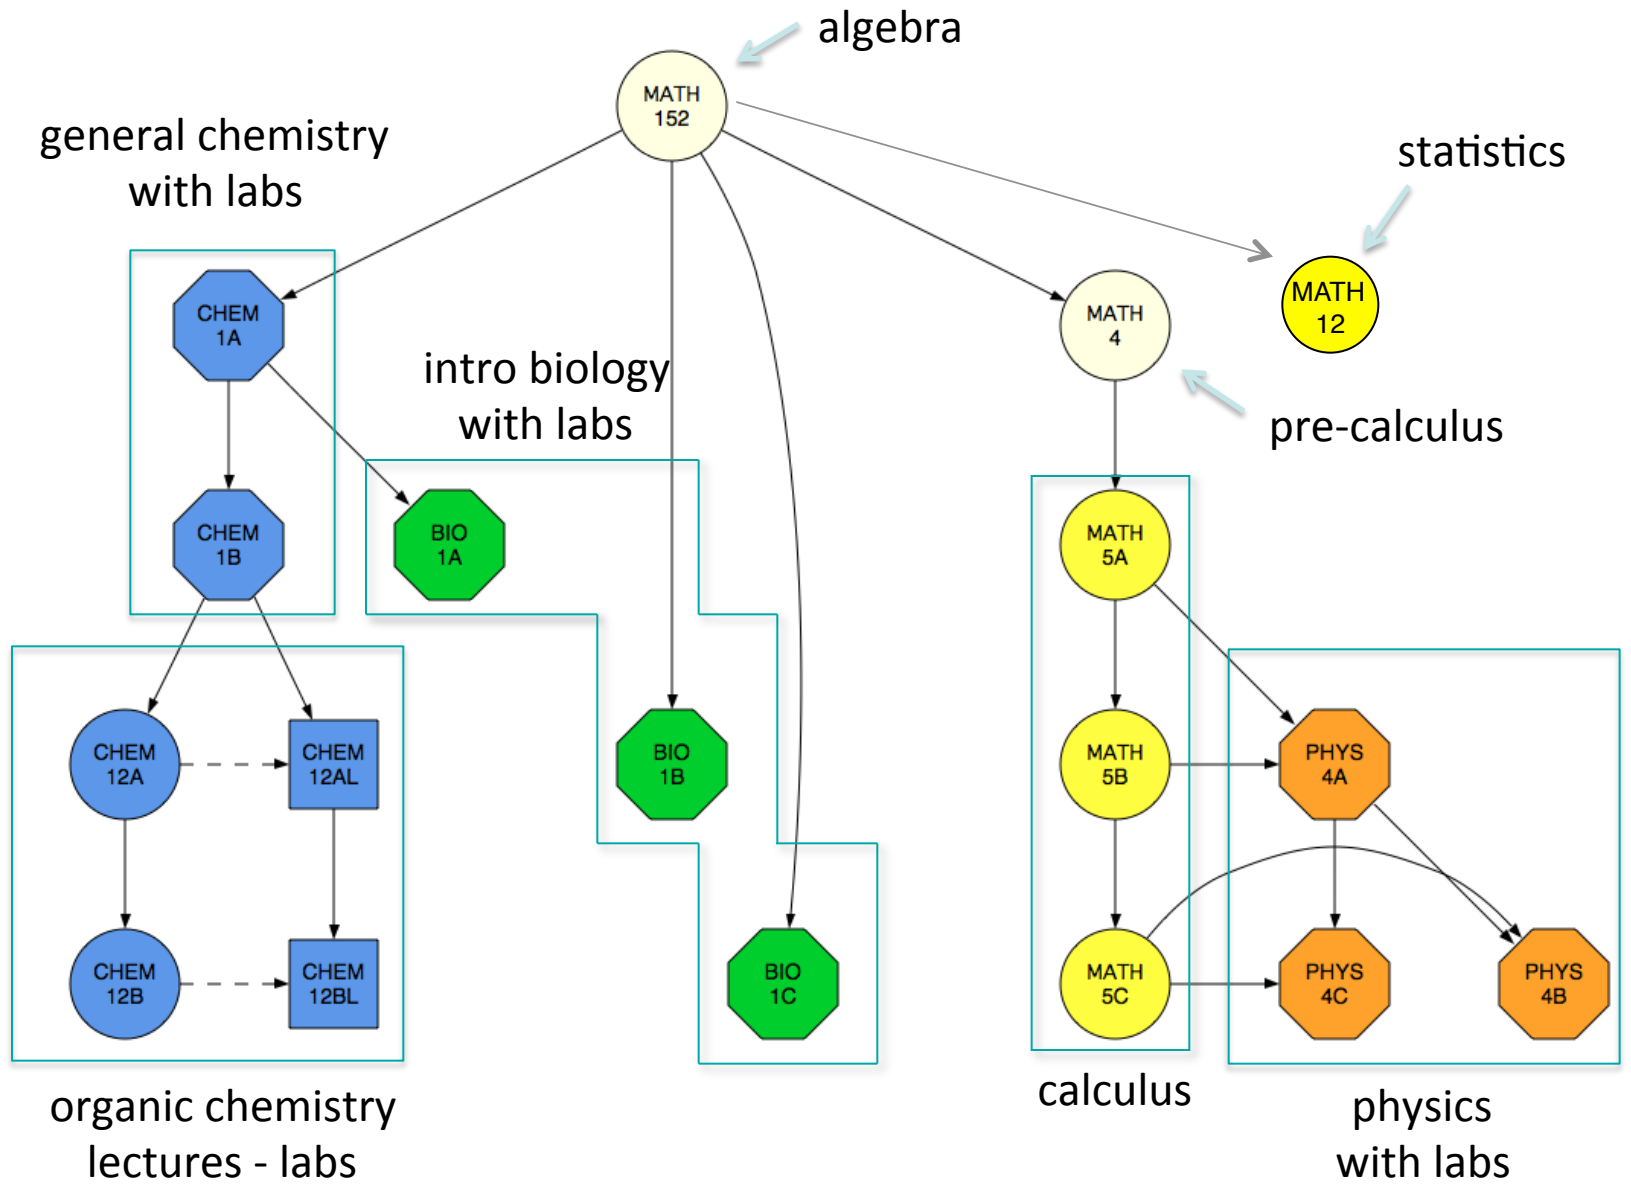 algebra
MATH
152
general chemistry
with labs
statistics
CHEM
1A
MATH
4
MATH
12
intro biology
with labs
pre-calculus
CHEM
1B
BIO
1A
MATH
5A
CHEM
12A
CHEM
12AL
BIO
1B
MATH
5B
PHYS
4A
CHEM
12B
CHEM
12BL
BIO
1C
MATH
5C
PHYS
4C
PHYS
4B
organic chemistry
lectures - labs
calculus
physics
with labs